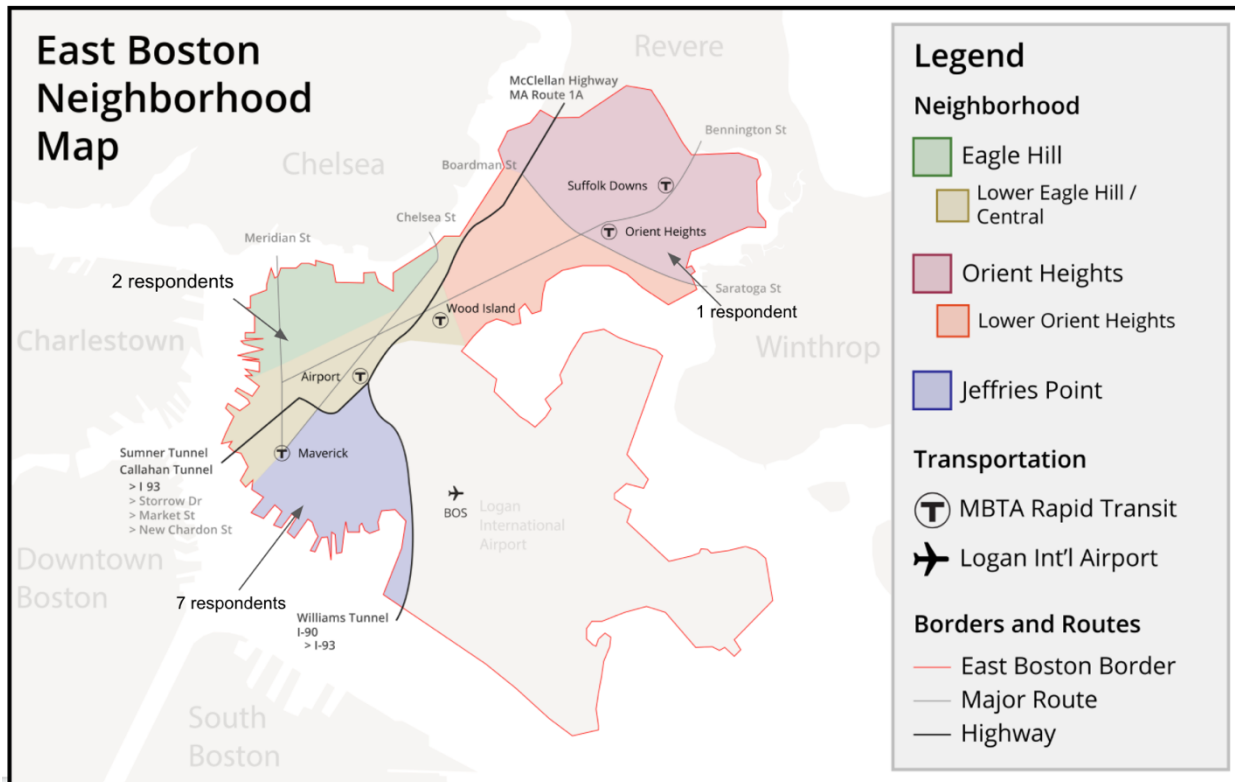 East Boston
Neighborhood
Map
Revere
Chelsea
Charlestown
Downtown
Boston
South
Boston
Winthrop
McClellan Highway
MA Route 1A
Bennington St
Boardman St
Suffolk Downs
T
Chelsea St
Orient Heights
T
Meridian St
2 respondents
Saratoga St
1 respondent
Wood Island
T
Airport
T
Sumner Tunnel
Callahan Tunnel
> I 93
> Storrow Dr
> Market St
> New Chardon St
T
Maverick
BOS
Logan
International
Airport
7 respondents
Williams Tunnel
I-90
> I-93
Legend
Neighborhood
Eagle Hill
Lower Eagle Hill /
Central
Orient Heights
Lower Orient Heights
Jeffries Point
Transportation
T
MBTA Rapid Transit
Logan Int'l Airport
Borders and Routes
East Boston Border
Major Route
Highway